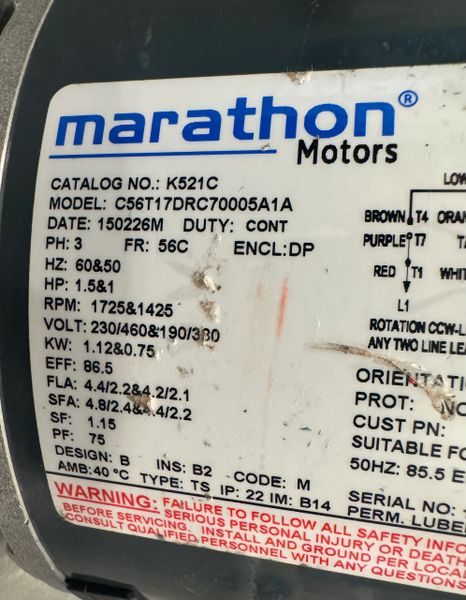 marathon®
Motors
CATALOG NO.: K521C
MODEL: C56T17DRC70005A1A
DATE: 150226M DUTY: CONT
PH: 3 FR: 56C ENCL:DP
HZ: 60&50
HP: 1.5&1
RPM: 1725&1425
VOLT: 230/460&190/380
KW: 1.12&0.75
EFF: 86.5
FLA: 4.4/2.2&4.2/2.1
SFA: 4.8/2.4&4.4/2.2
SF: 1.15
PF: 75
DESIGN: B INS: B2 CODE: M
AMB:40 °C TYPE: TS IP: 22 IM: B14
LOW
BROWN T4 ORAN
PURPLE T7 TA
RED T1 WHIT
L1
ROTATION CCW-L
ANY TWO LINE LEA
ORIENTATI
PROT: NO
CUST PN:
SUITABLE FO
50HZ: 85.5 E
SERIAL NO:
PERM. LUBE
WARNING: FAILURE TO FOLLOW ALL SAFETY INFO
BEFORE SERVICING. SERIOUS PERSONAL INJURY OR DEATH
CONSULT QUALIFIED PERSONNEL WITH ANY QUESTIONS
INSTALL AND GROUND PER LOCAL